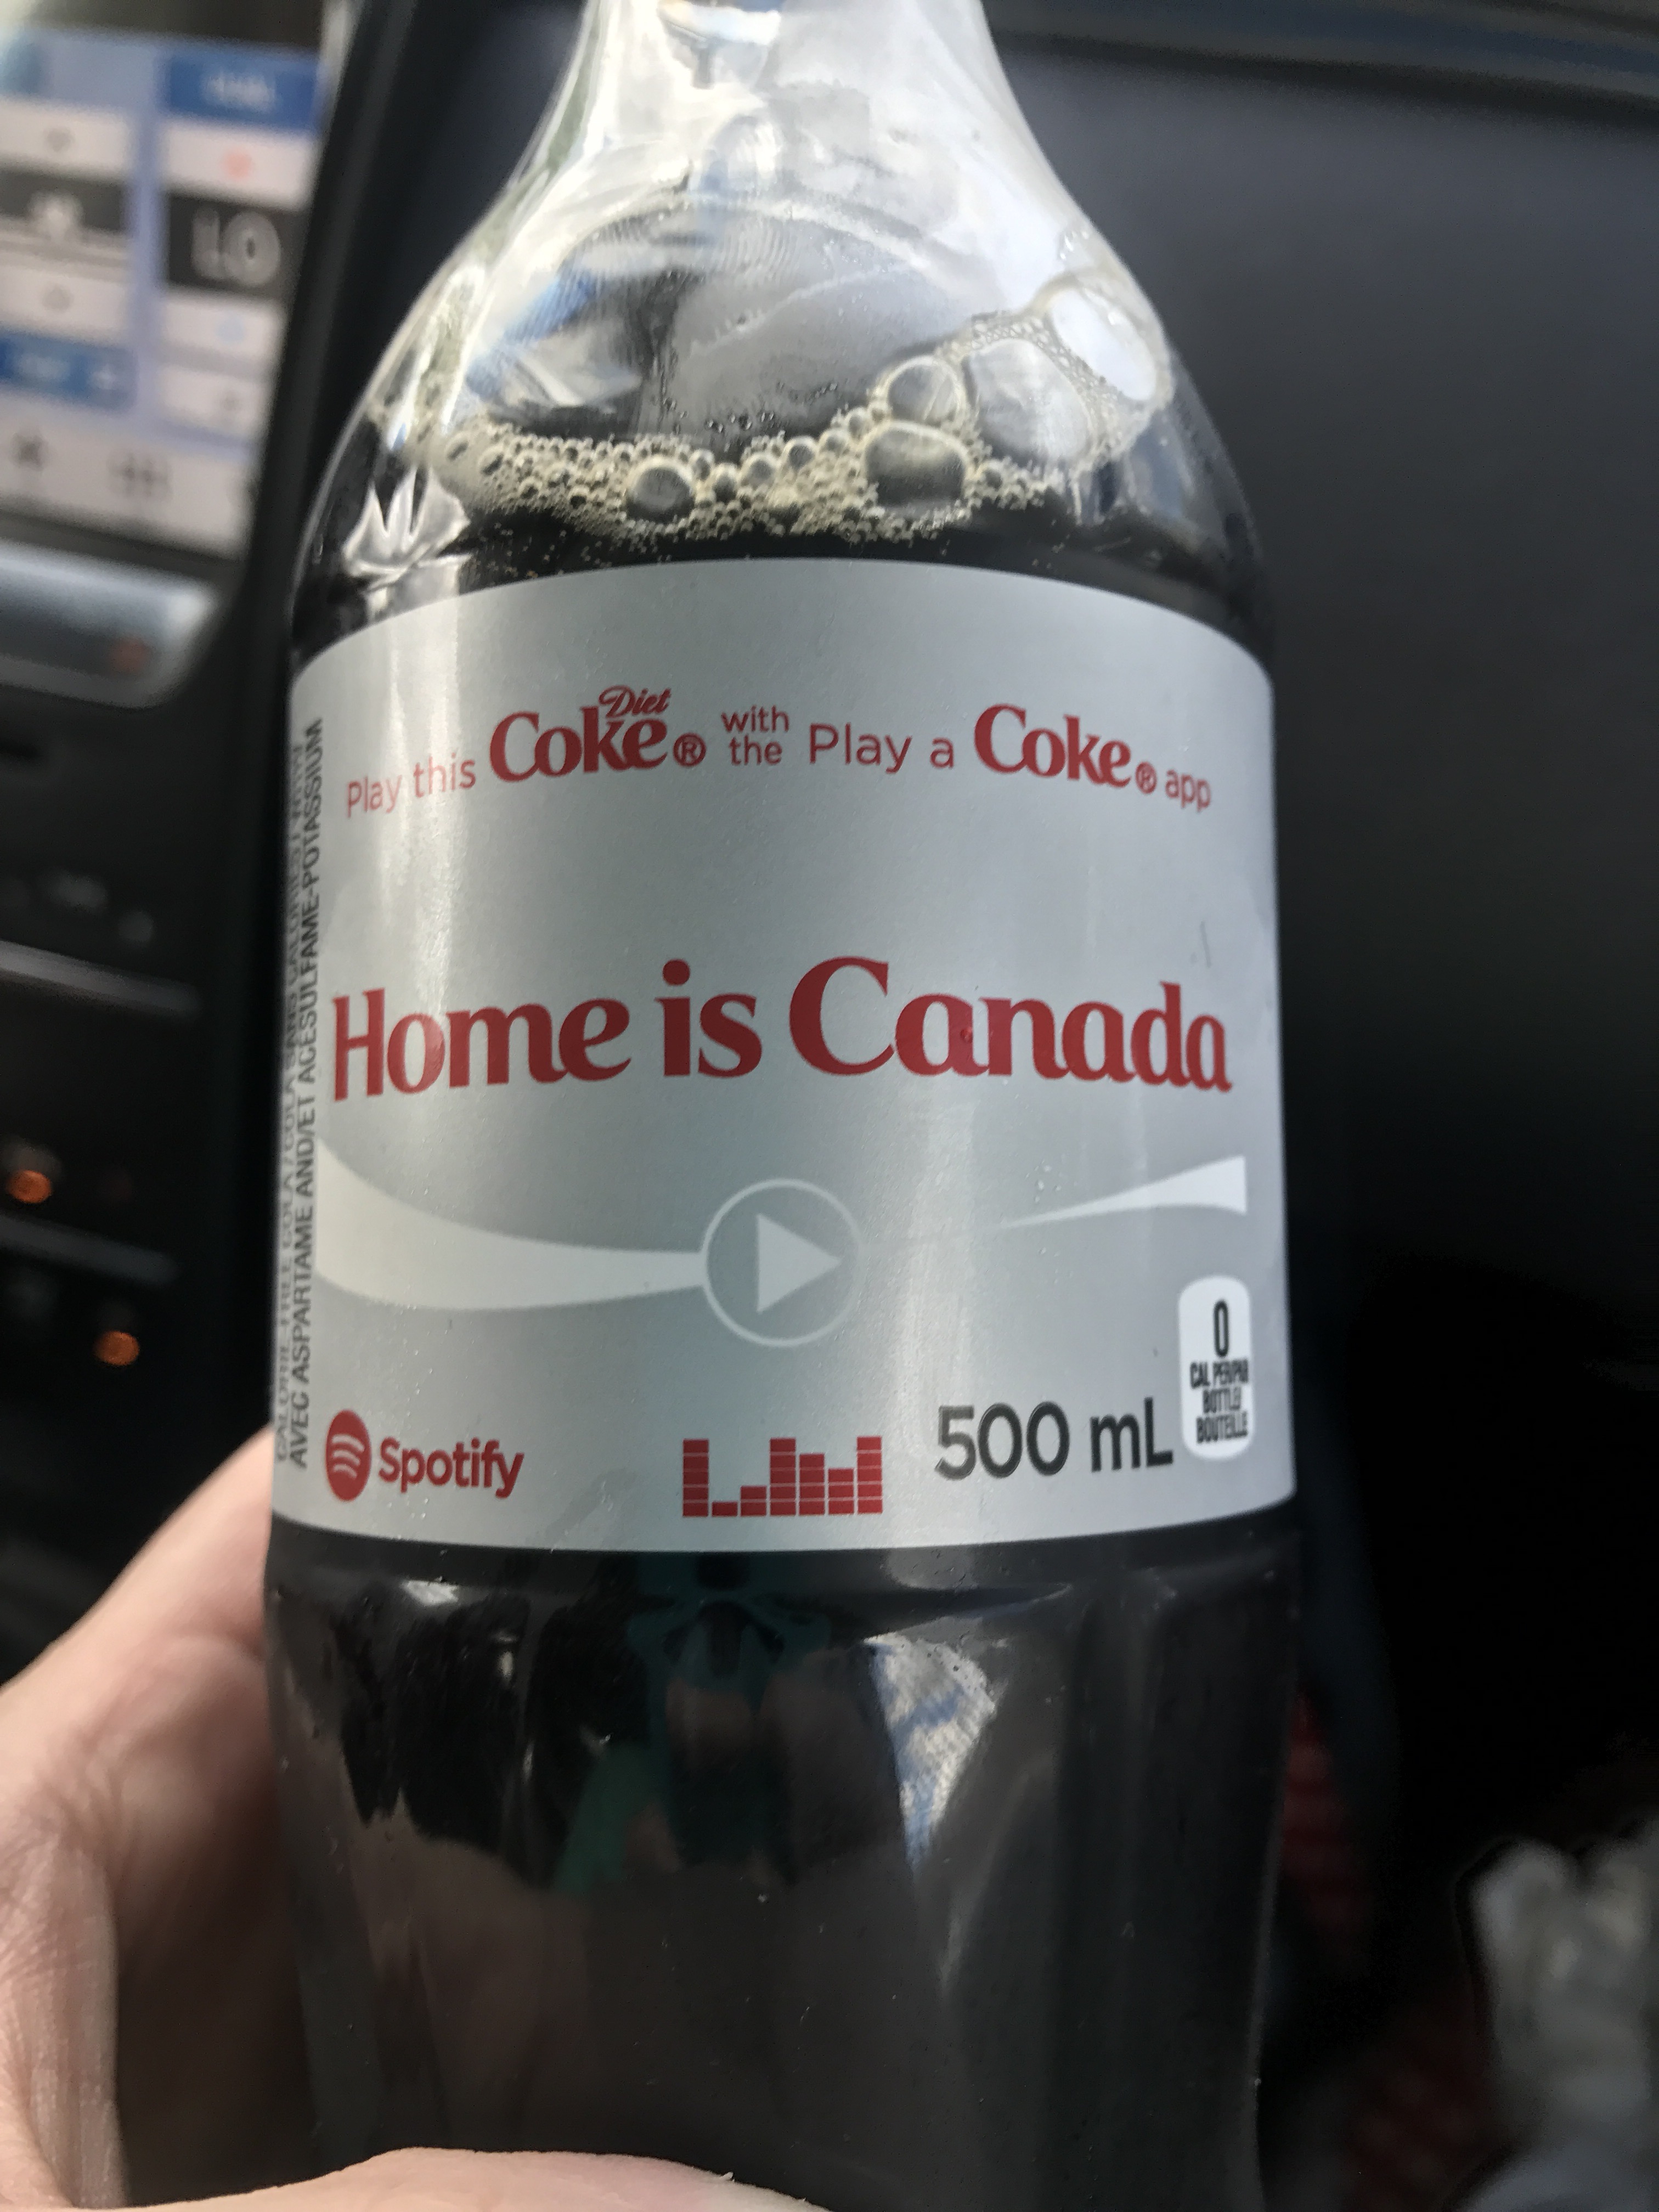 LO
Play this Diet Coke® with the Play a Coke® app
Home is Canada
Spotify
500 mL
0
CAL PER/PAR
BOTTLE/
BOUTEILLE
AVEC ASPARTAME AND/ET ACESULFAME-POTASSIUM